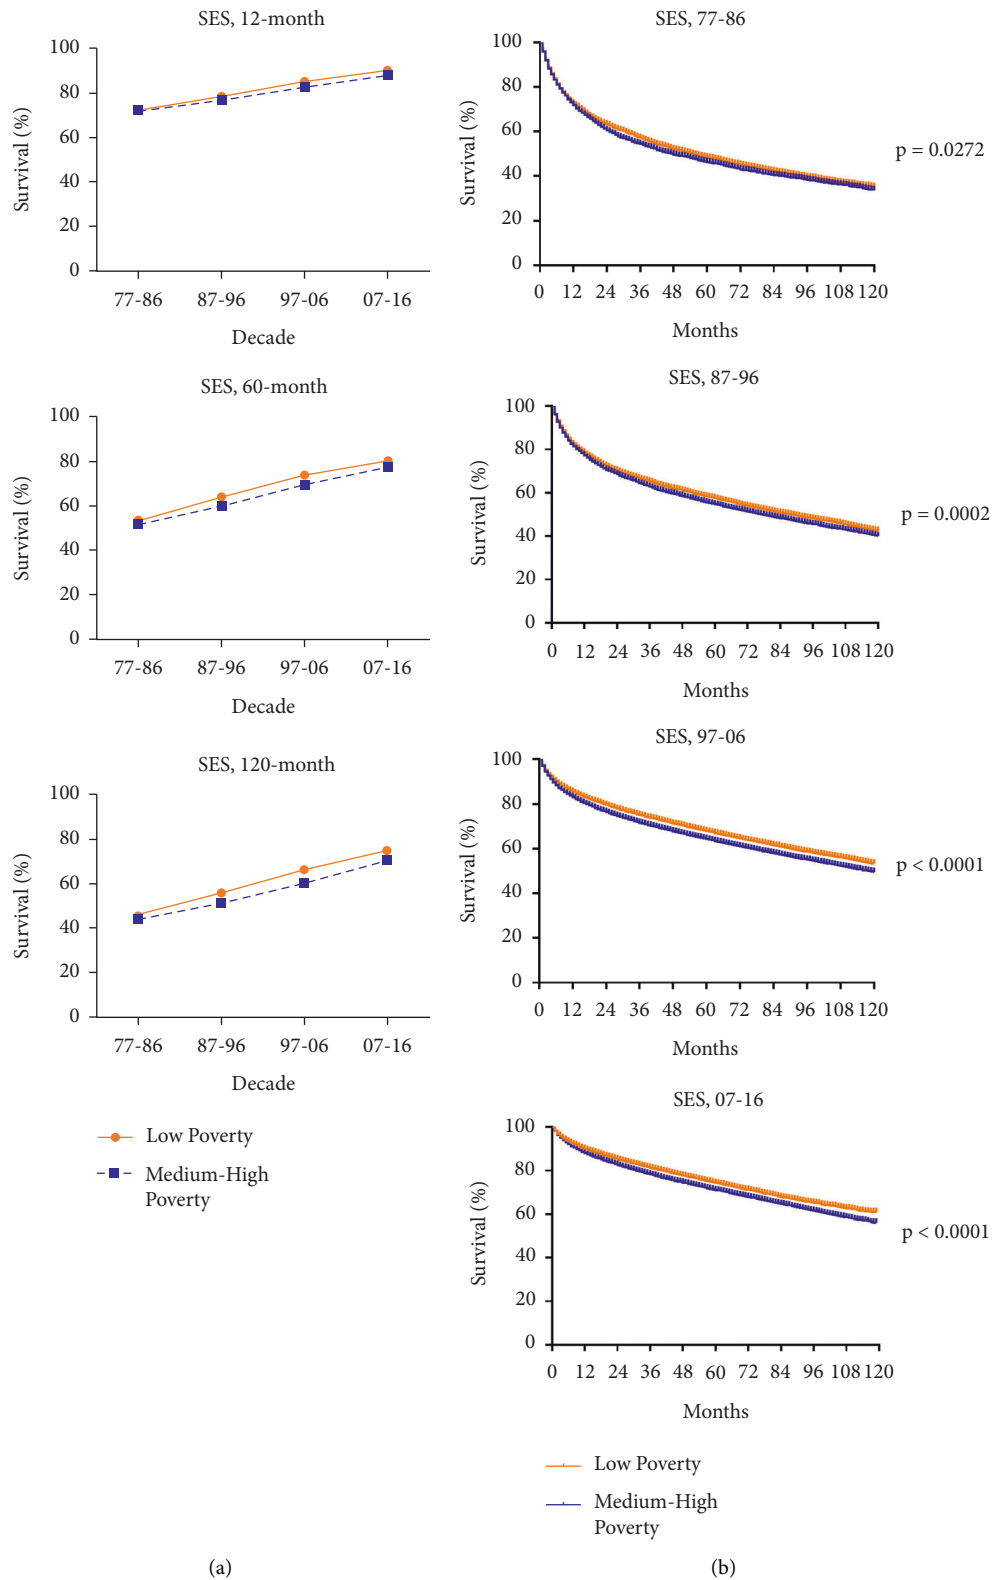 SES, 12-month
100
80
60
40
20
0
Survival (%)
77-86 87-96 97-06 07-16
Decade
SES, 60-month
100
80
60
40
20
0
Survival (%)
77-86 87-96 97-06 07-16
Decade
SES, 120-month
100
80
60
40
20
0
Survival (%)
77-86 87-96 97-06 07-16
Decade
Low Poverty
Medium-High
Poverty
(a)
SES, 77-86
100
80
60
40
20
0
Survival (%)
p = 0.0272
0 12 24 36 48 60 72 84 96 108 120
Months
SES, 87-96
100
80
60
40
20
0
Survival (%)
p = 0.0002
0 12 24 36 48 60 72 84 96 108 120
Months
SES, 97-06
100
80
60
40
20
0
Survival (%)
p < 0.0001
0 12 24 36 48 60 72 84 96 108 120
Months
SES, 07-16
100
80
60
40
20
0
Survival (%)
p < 0.0001
0 12 24 36 48 60 72 84 96 108 120
Months
Low Poverty
Medium-High
Poverty
(b)